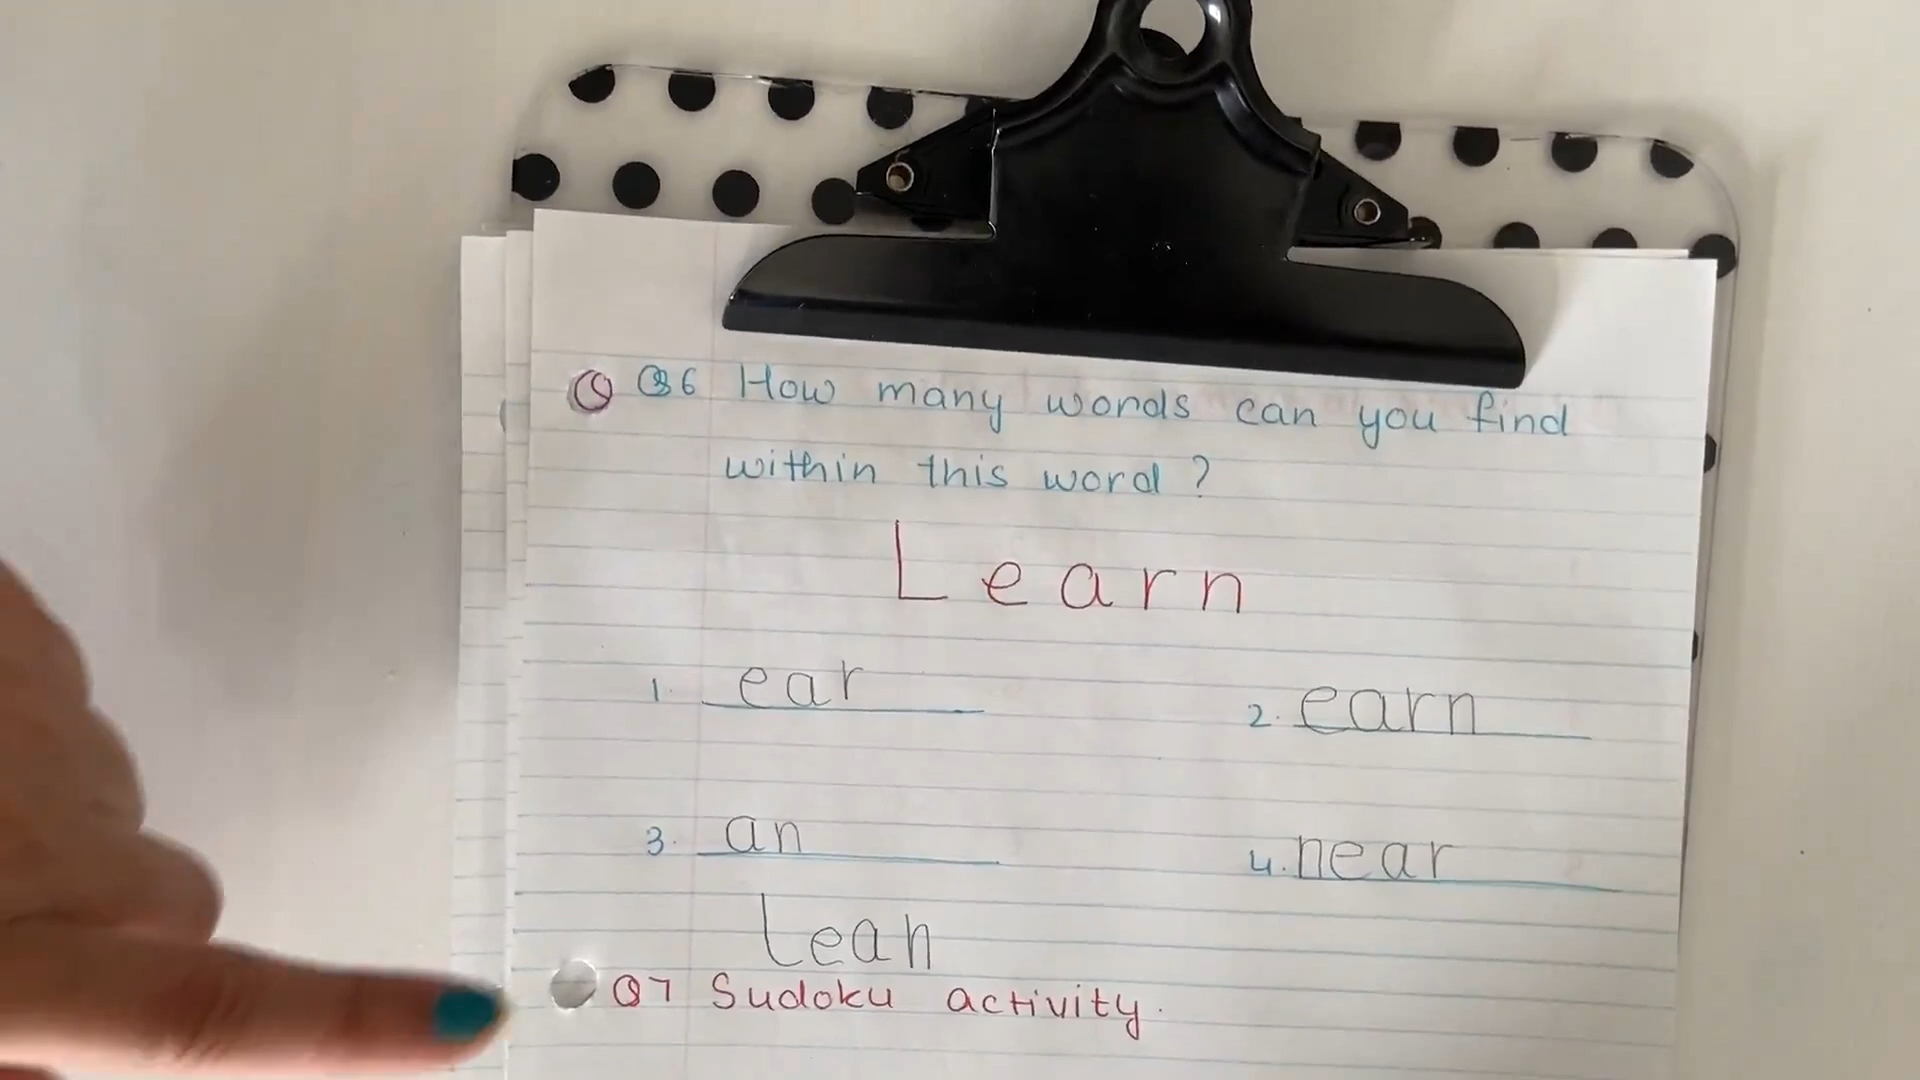 Q6 How many words can you find
within this word?
Learn
1. ear
2. earn
3. an
4. near
lean
Q7 Sudoku activity.